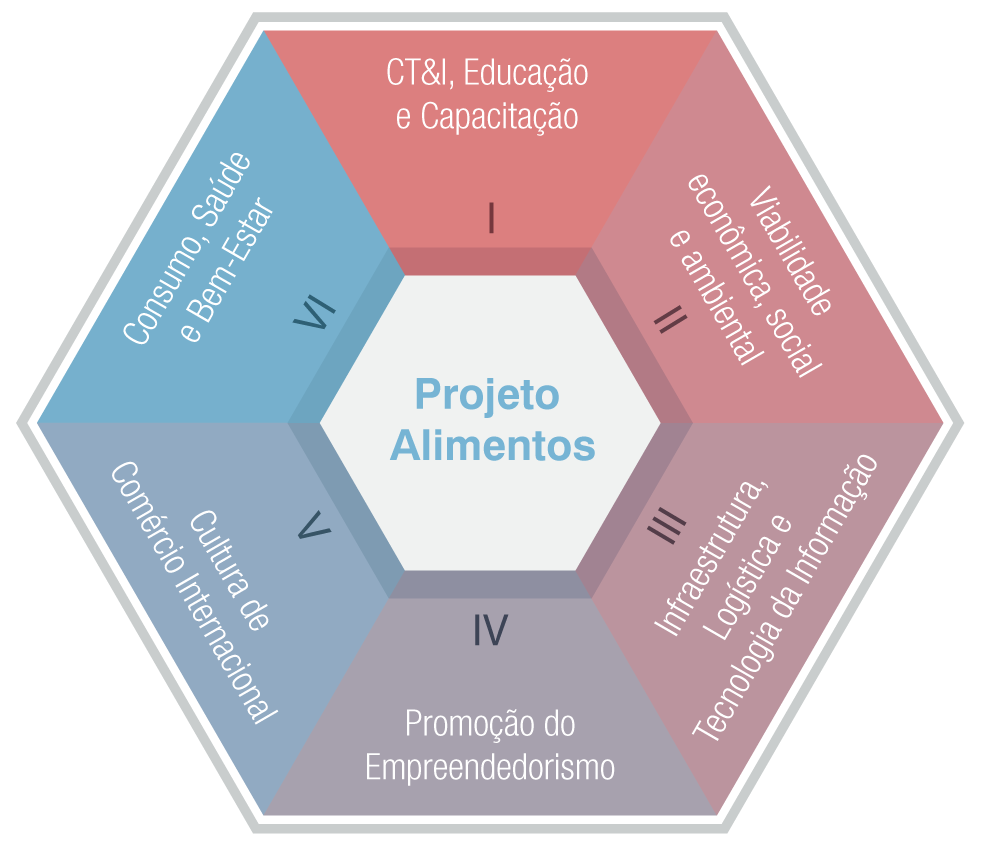 CT&I, Educação
e Capacitação
I
Viabilidade
econômica, social
e ambiental
II
Infraestrutura,
Logística e
Tecnologia da Informação
III
IV
Promoção do
Empreendedorismo
Cultura de
Comércio Internacional
V
Consumo, Saúde
e Bem-Estar
VI
Projeto
Alimentos